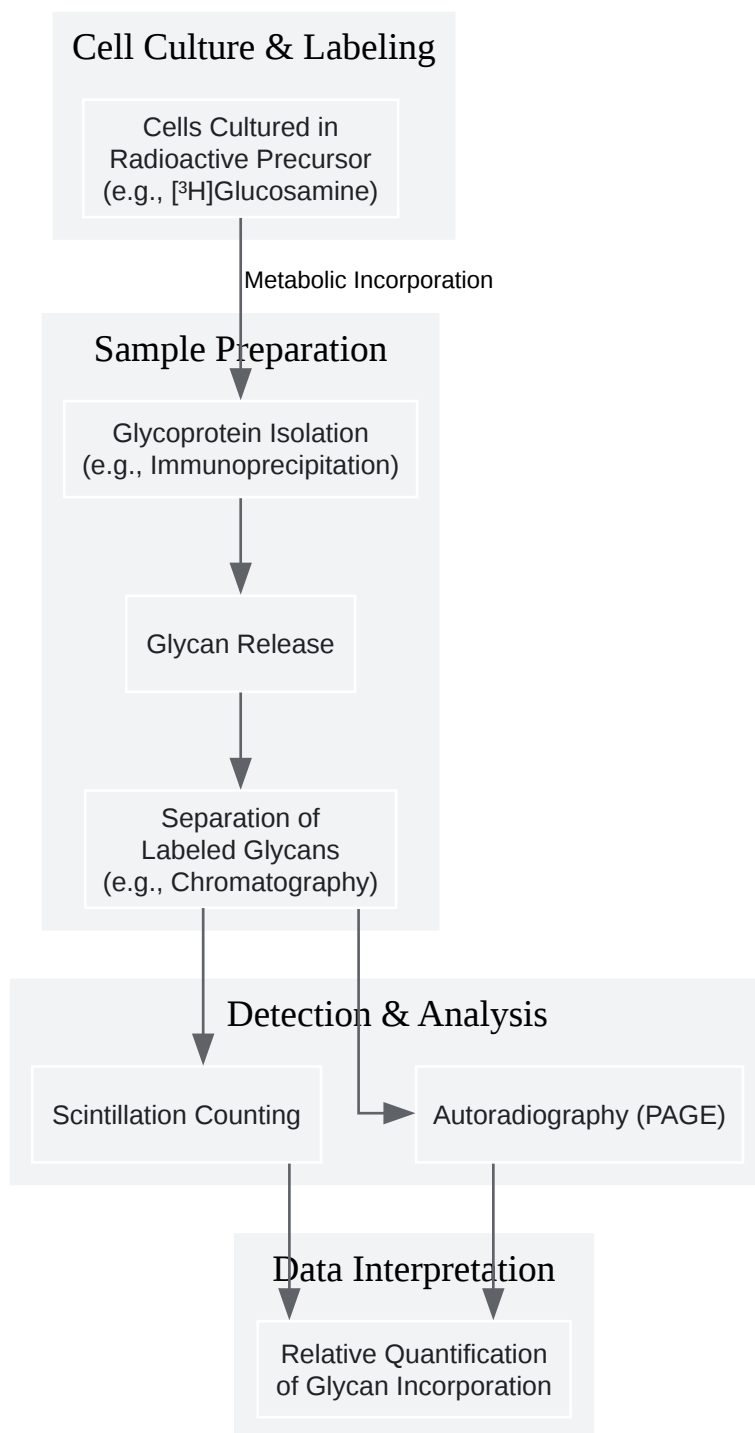 Cell Culture & Labeling
Cells Cultured in
Radioactive Precursor
(e.g., [³H]Glucosamine)
Metabolic Incorporation
Sample Preparation
Glycoprotein Isolation
(e.g., Immunoprecipitation)
Glycan Release
Separation of
Labeled Glycans
(e.g., Chromatography)
Detection & Analysis
Scintillation Counting
Autoradiography (PAGE)
Data Interpretation
Relative Quantification
of Glycan Incorporation